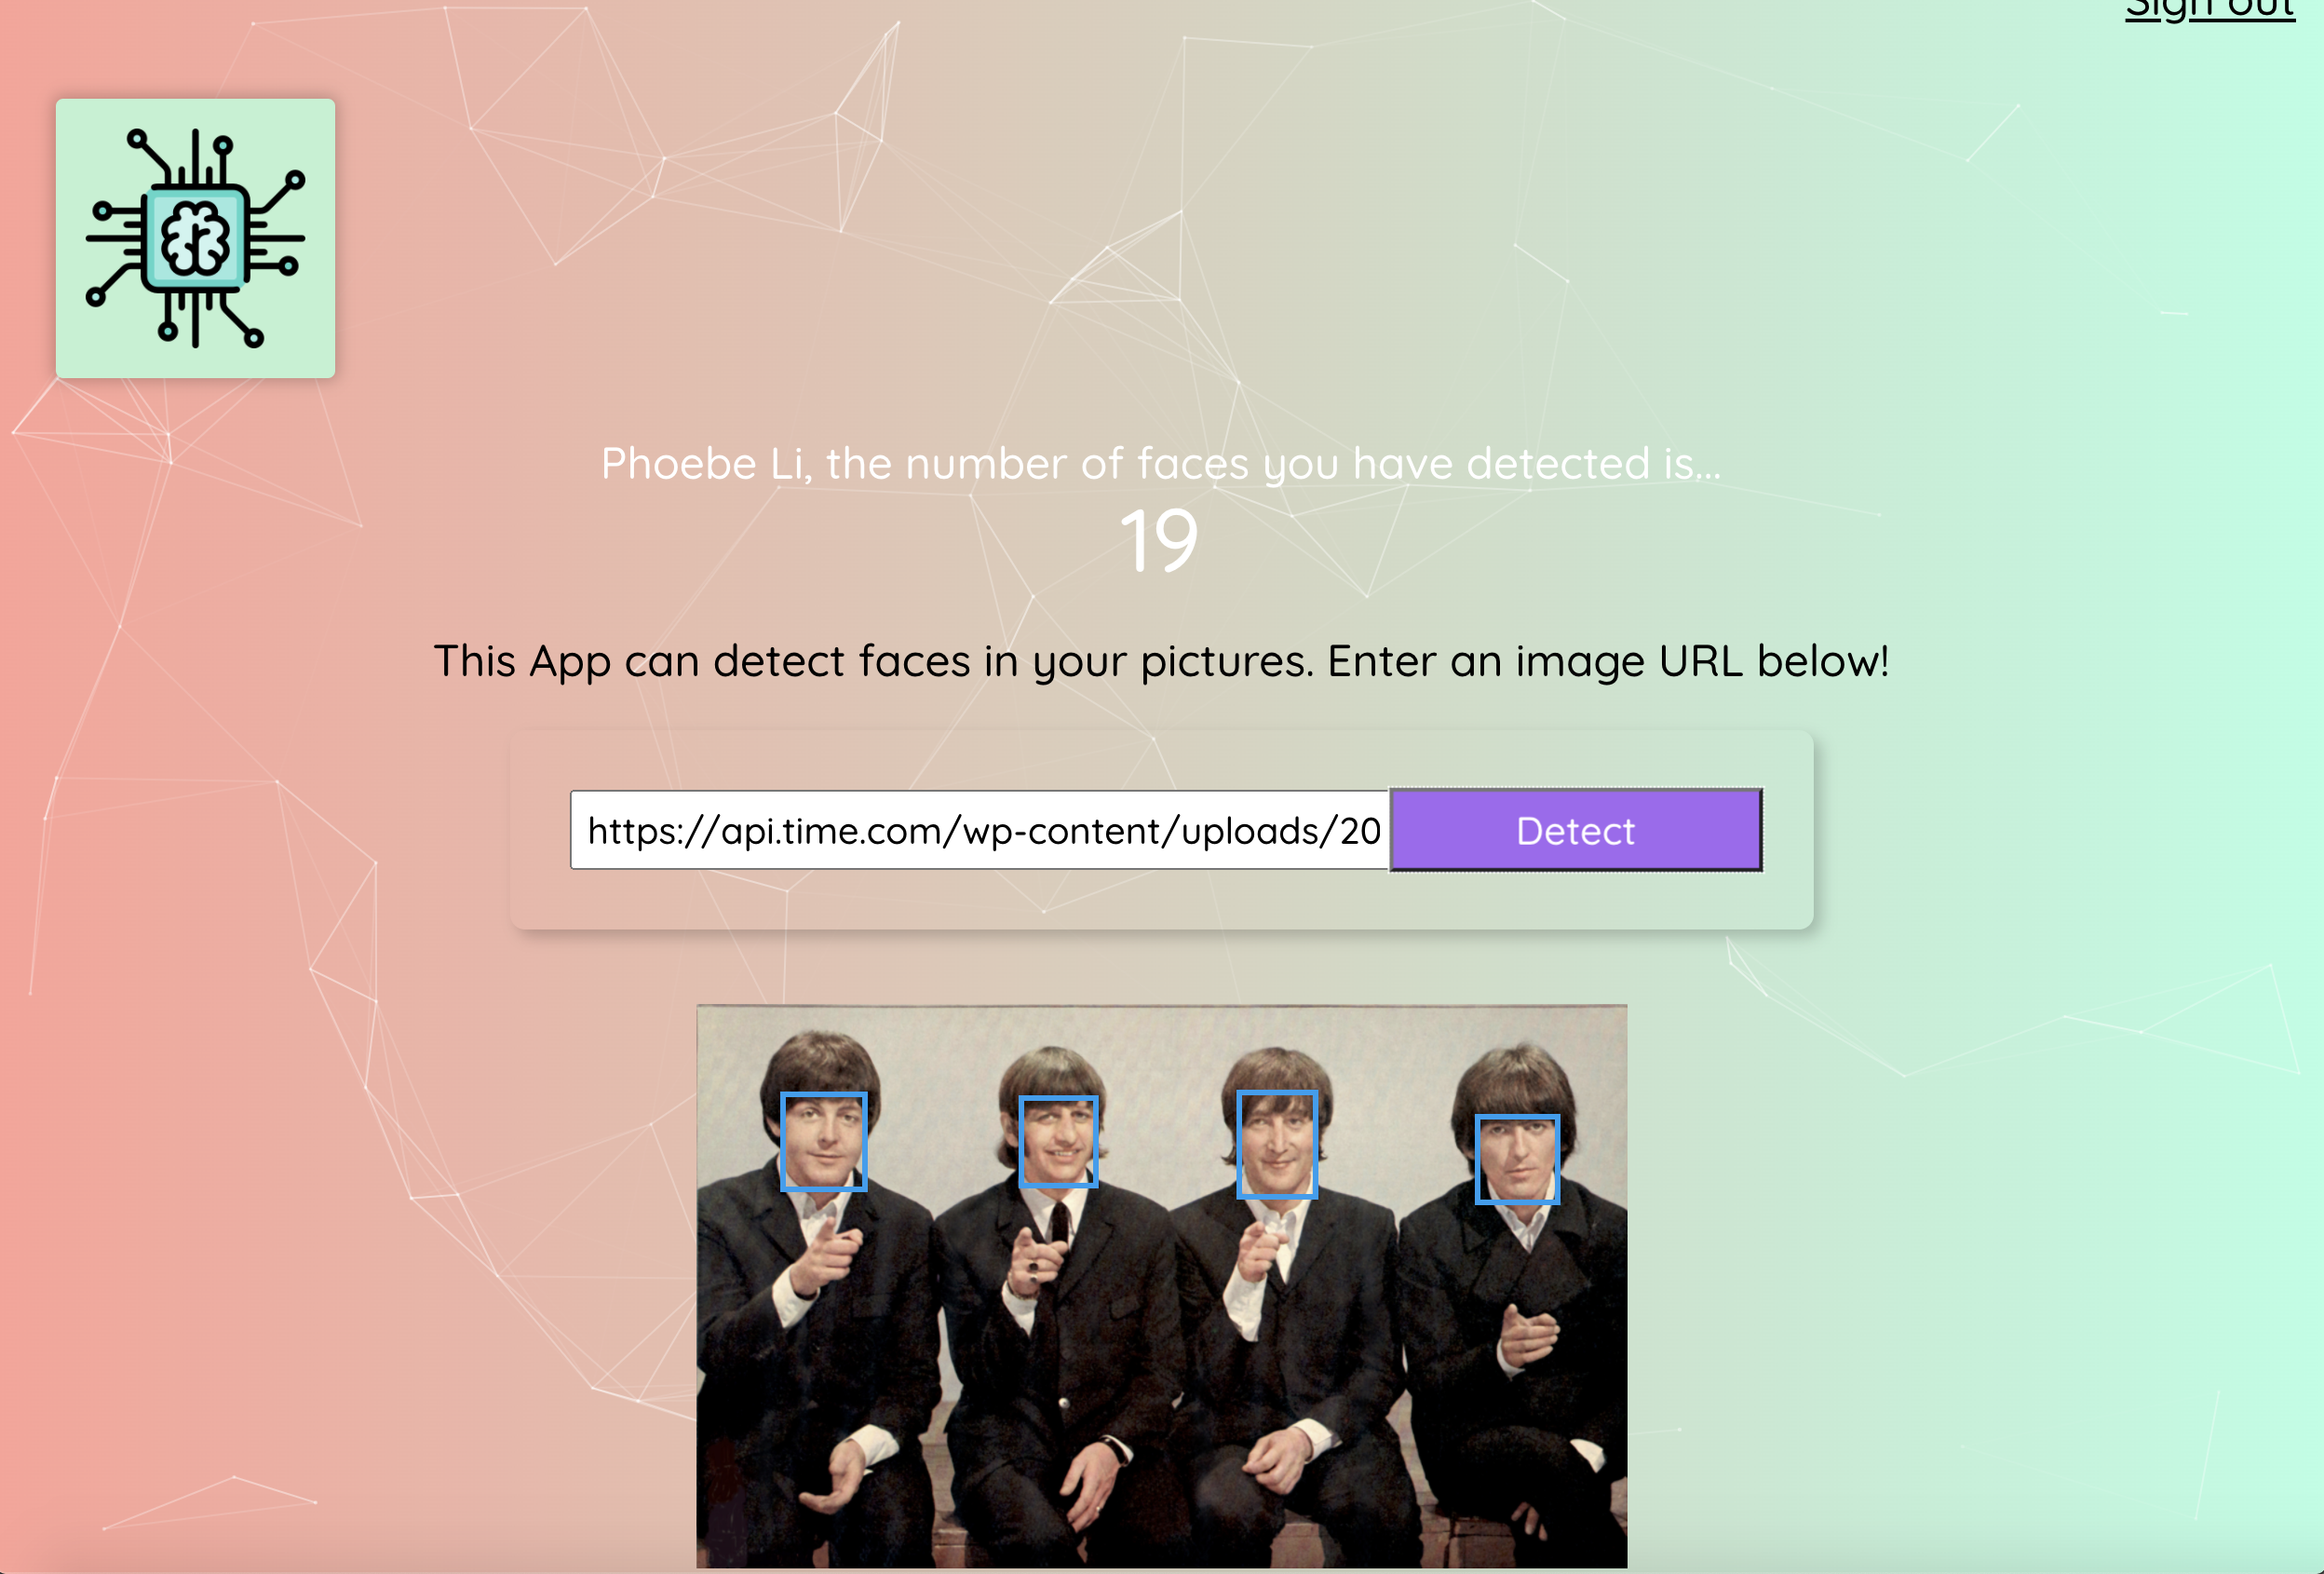 Sign out
Phoebe Li, the number of faces you have detected is...
19
This App can detect faces in your pictures. Enter an image URL below!
https://api.time.com/wp-content/uploads/20
Detect